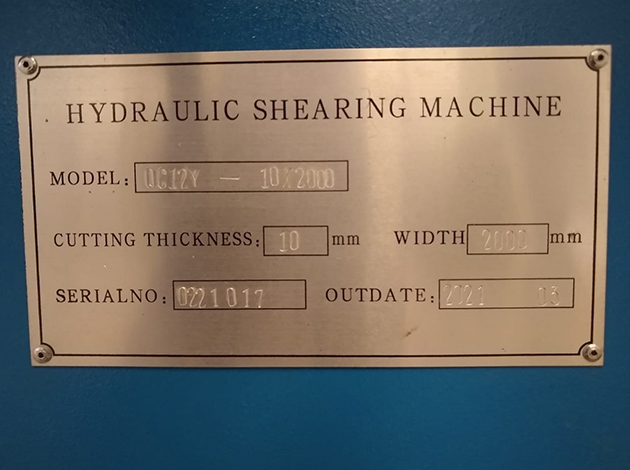 HYDRAULIC SHEARING MACHINE
MODEL: QC12Y — 10X2000
CUTTING THICKNESS: 10 mm WIDTH 2000 mm
SERIALNO: 0221017 OUTDATE: 2021 03